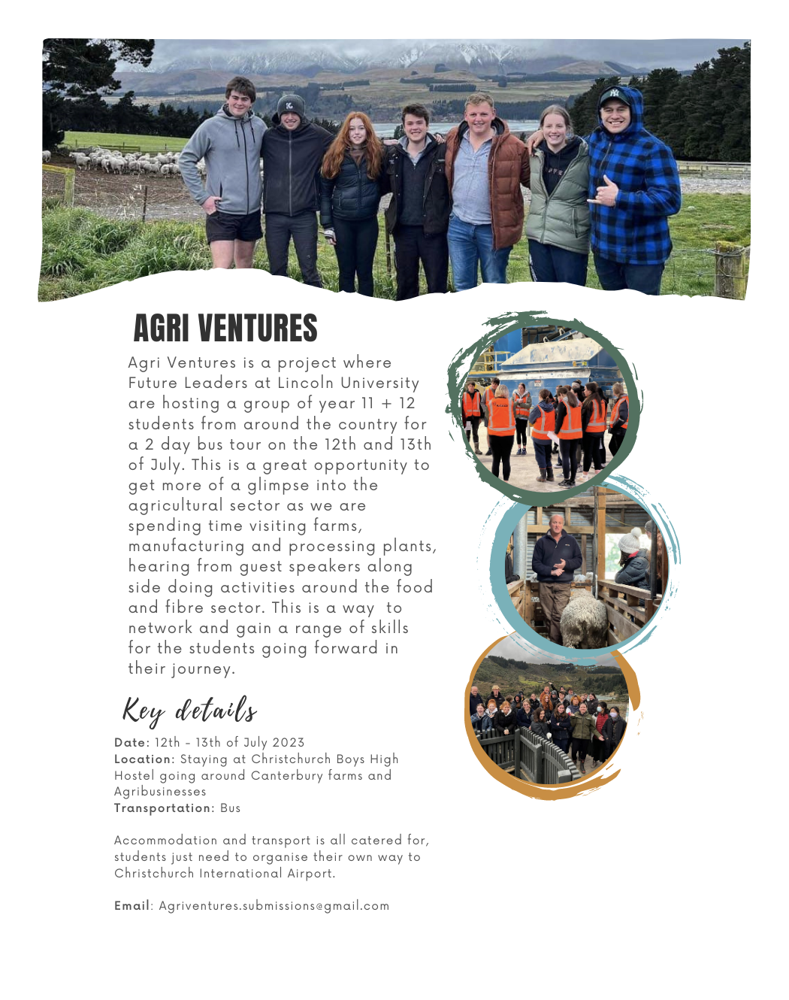 AGRI VENTURES
Agri Ventures is a project where
Future Leaders at Lincoln University
are hosting a group of year 11 + 12
students from around the country for
a 2 day bus tour on the 12th and 13th
of July. This is a great opportunity to
get more of a glimpse into the
agricultural sector as we are
spending time visiting farms,
manufacturing and processing plants,
hearing from guest speakers along
side doing activities around the food
and fibre sector. This is a way  to
network and gain a range of skills
for the students going forward in
their journey.
Key details
Date: 12th - 13th of July 2023
Location: Staying at Christchurch Boys High
Hostel going around Canterbury farms and
Agribusinesses
Transportation: Bus
Accommodation and transport is all catered for,
students just need to organise their own way to
Christchurch International Airport.
Email: Agriventures.submissions@gmail.com